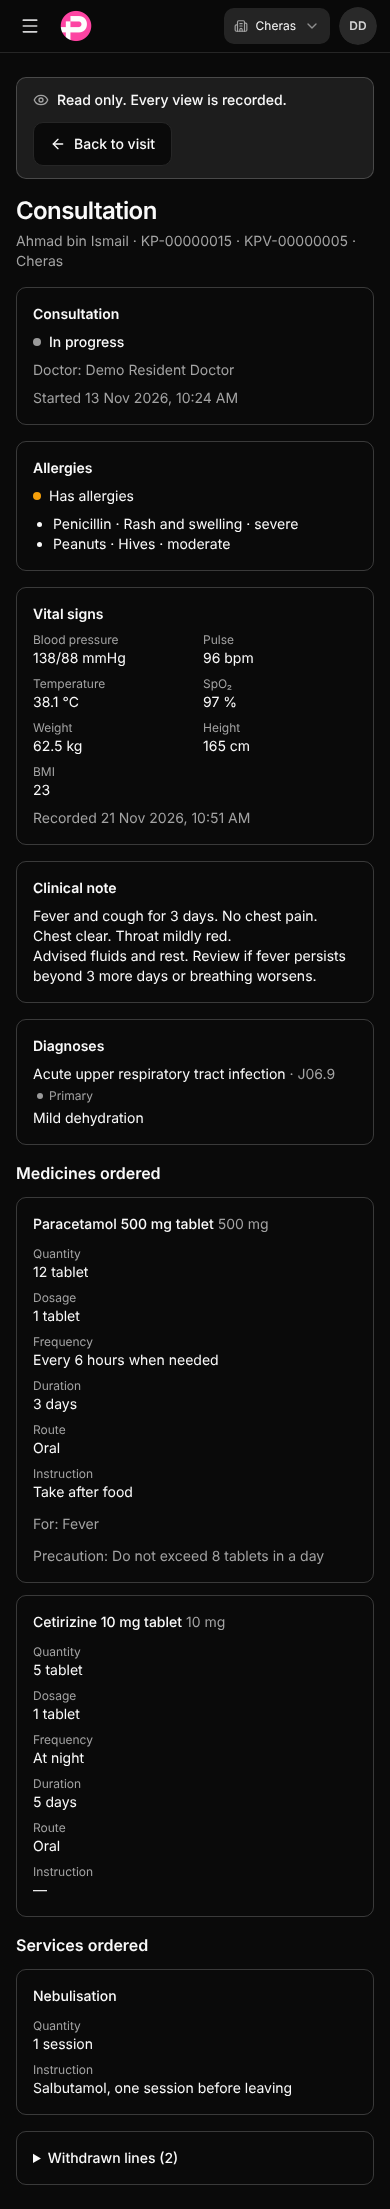 Cheras
DD
Read only. Every view is recorded.
Back to visit
Consultation
Ahmad bin Ismail · KP-00000015 · KPV-00000005 ·
Cheras
Consultation
In progress
Doctor: Demo Resident Doctor
Started 13 Nov 2026, 10:24 AM
Allergies
Has allergies
Penicillin · Rash and swelling · severe
Peanuts · Hives · moderate
Vital signs
Blood pressure Pulse
138/88 mmHg 96 bpm
Temperature SpO₂
38.1 °C 97 %
Weight Height
62.5 kg 165 cm
BMI
23
Recorded 21 Nov 2026, 10:51 AM
Clinical note
Fever and cough for 3 days. No chest pain.
Chest clear. Throat mildly red.
Advised fluids and rest. Review if fever persists
beyond 3 more days or breathing worsens.
Diagnoses
Acute upper respiratory tract infection · J06.9
Primary
Mild dehydration
Medicines ordered
Paracetamol 500 mg tablet 500 mg
Quantity
12 tablet
Dosage
1 tablet
Frequency
Every 6 hours when needed
Duration
3 days
Route
Oral
Instruction
Take after food
For: Fever
Precaution: Do not exceed 8 tablets in a day
Cetirizine 10 mg tablet 10 mg
Quantity
5 tablet
Dosage
1 tablet
Frequency
At night
Duration
5 days
Route
Oral
Instruction
—
Services ordered
Nebulisation
Quantity
1 session
Instruction
Salbutamol, one session before leaving
Withdrawn lines (2)